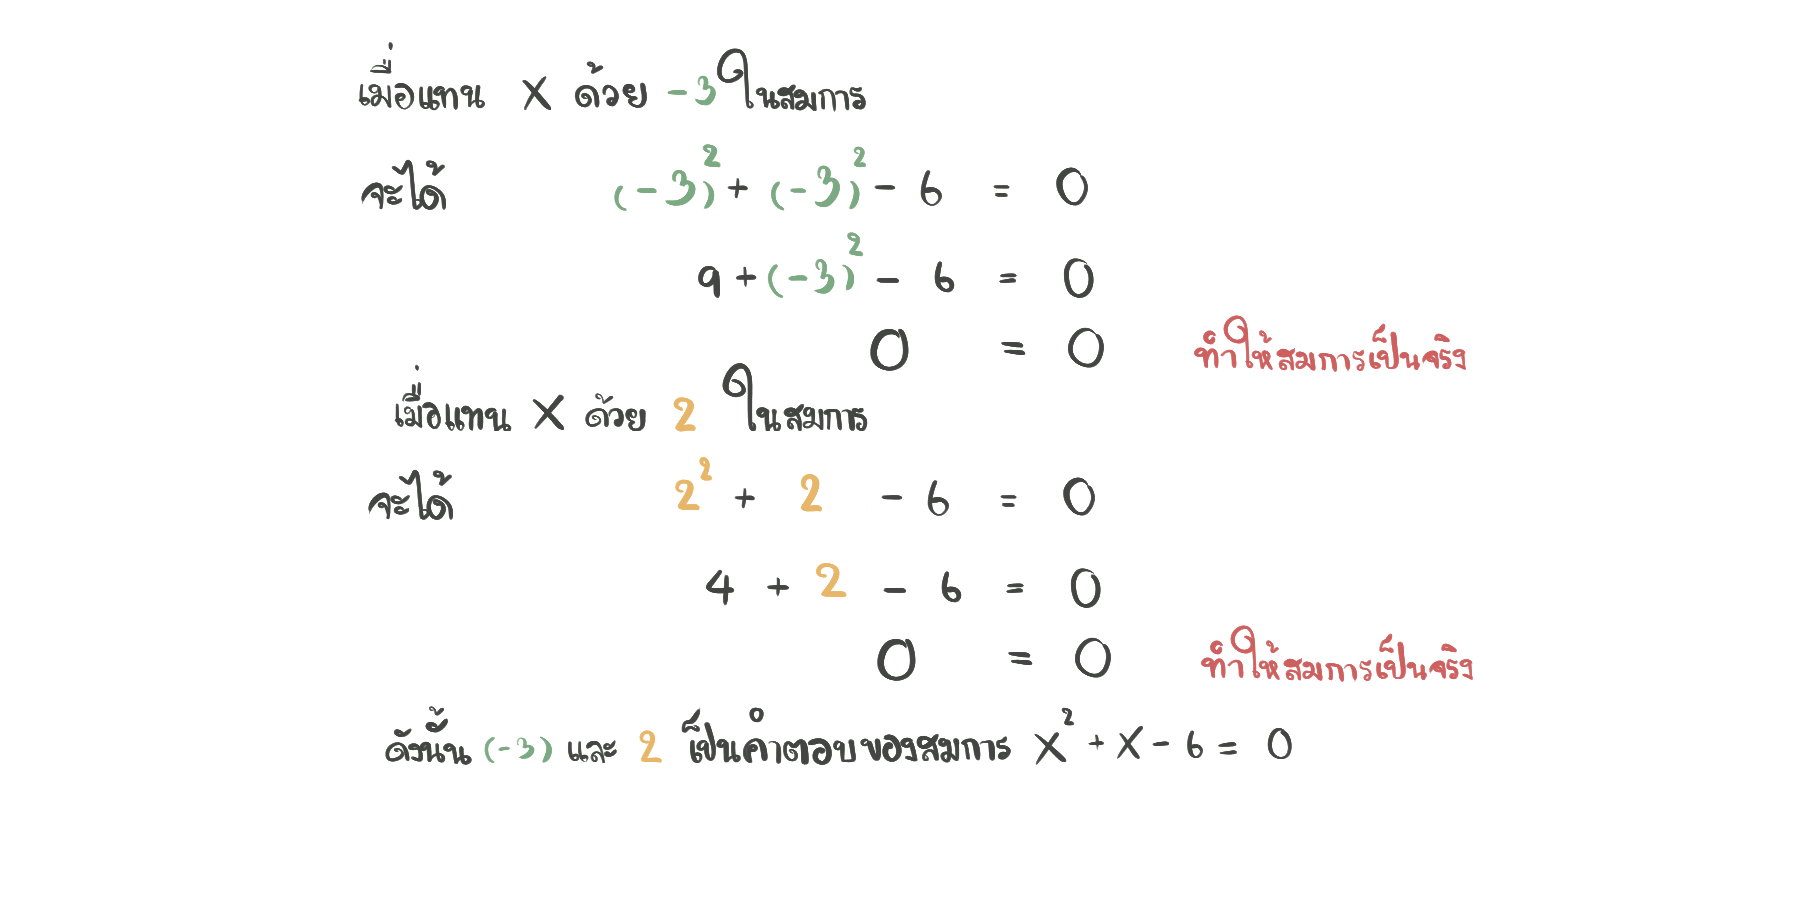 เมื่อแทน X ด้วย -3 ในสมการ
จะได้ (-3)² + (-3)² - 6 = 0
9 + (-3)² - 6 = 0
0 = 0 ทำให้สมการเป็นจริง
เมื่อแทน X ด้วย 2 ในสมการ
จะได้ 2² + 2 - 6 = 0
4 + 2 - 6 = 0
0 = 0 ทำให้สมการเป็นจริง
ดังนั้น (-3) และ 2 เป็นคำตอบของสมการ X² + X - 6 = 0